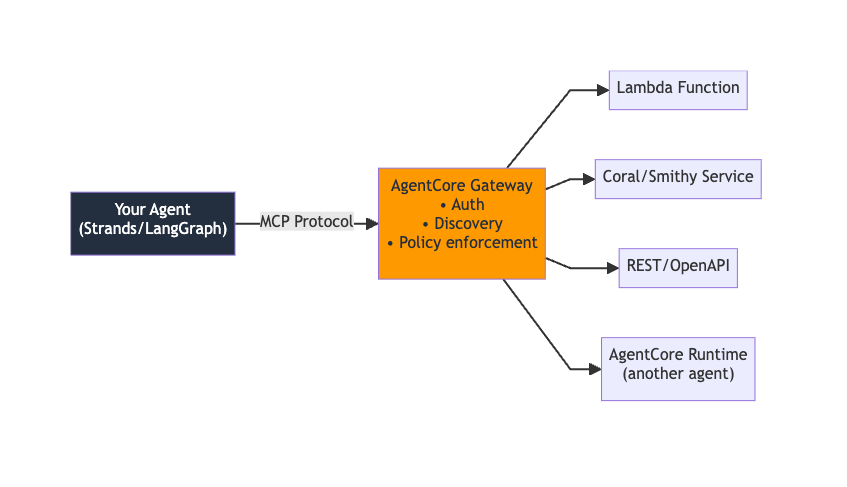 Your Agent
(Strands/LangGraph)
MCP Protocol
AgentCore Gateway
• Auth
• Discovery
• Policy enforcement
Lambda Function
Coral/Smithy Service
REST/OpenAPI
AgentCore Runtime
(another agent)